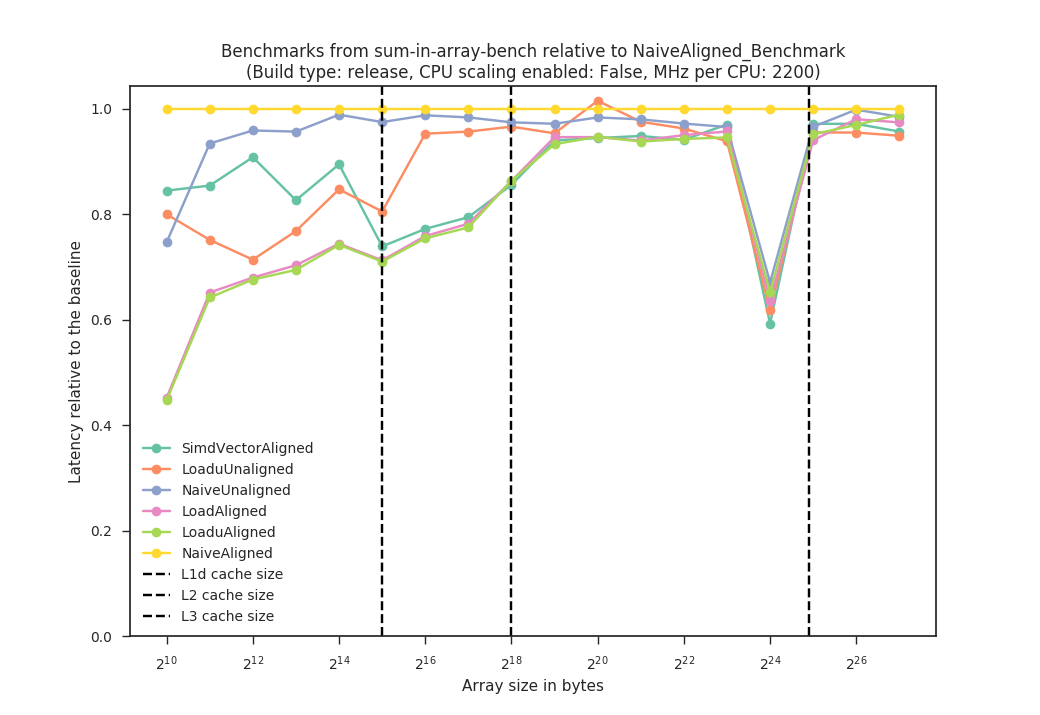 Benchmarks from sum-in-array-bench relative to NaiveAligned_Benchmark
(Build type: release, CPU scaling enabled: False, MHz per CPU: 2200)
Latency relative to the baseline
1.0
0.8
0.6
0.4
0.2
0.0
SimdVectorAligned
LoaduUnaligned
NaiveUnaligned
LoadAligned
LoaduAligned
NaiveAligned
L1d cache size
L2 cache size
L3 cache size
2^10 2^12 2^14 2^16 2^18 2^20 2^22 2^24 2^26
Array size in bytes